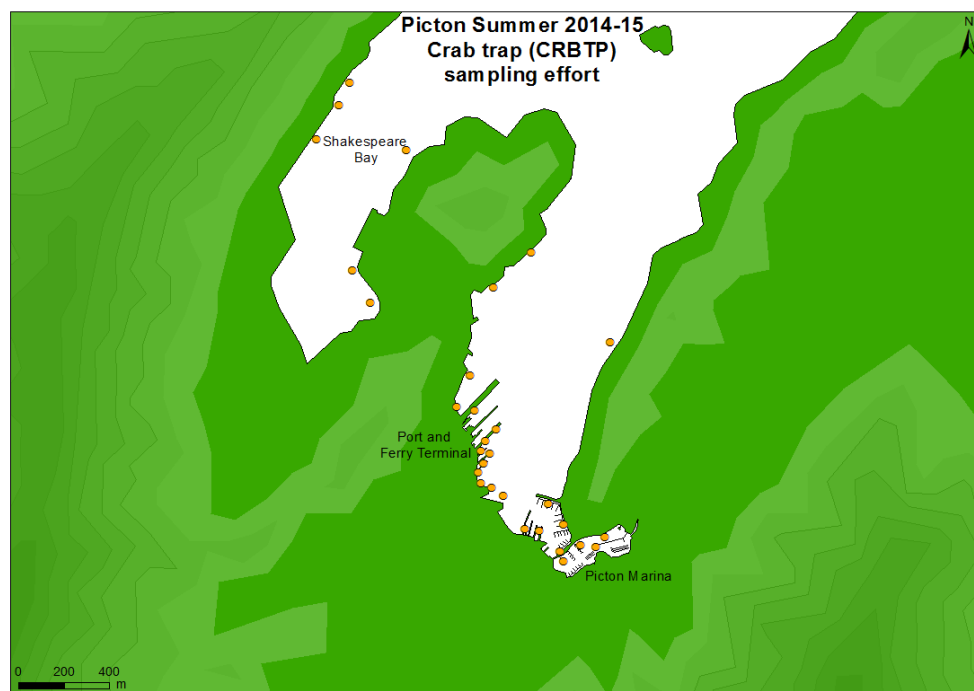 Picton Summer 2014-15
Crab trap (CRBTP)
sampling effort
N
Shakespeare
Bay
Port and
Ferry Terminal
Picton Marina
0 200 400
m